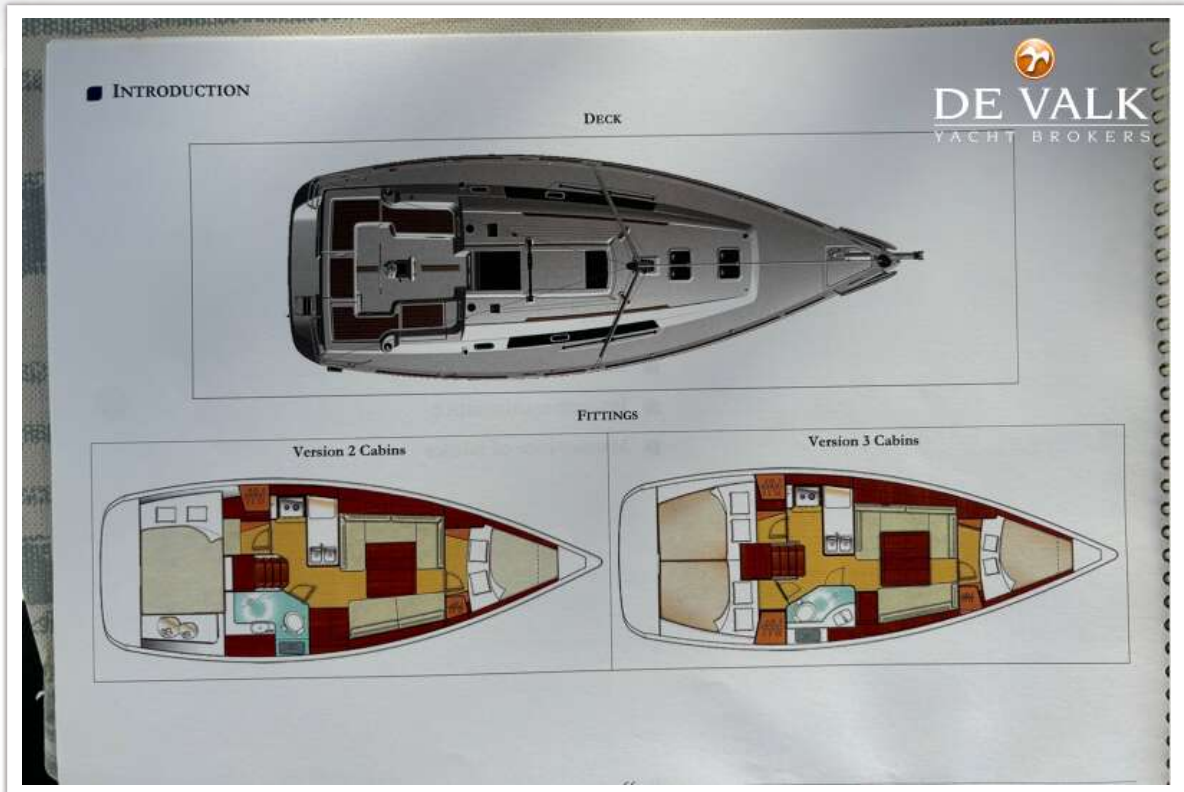 INTRODUCTION
DE VALK
YACHT BROKERS
DECK
FITTINGS
Version 2 Cabins
Version 3 Cabins